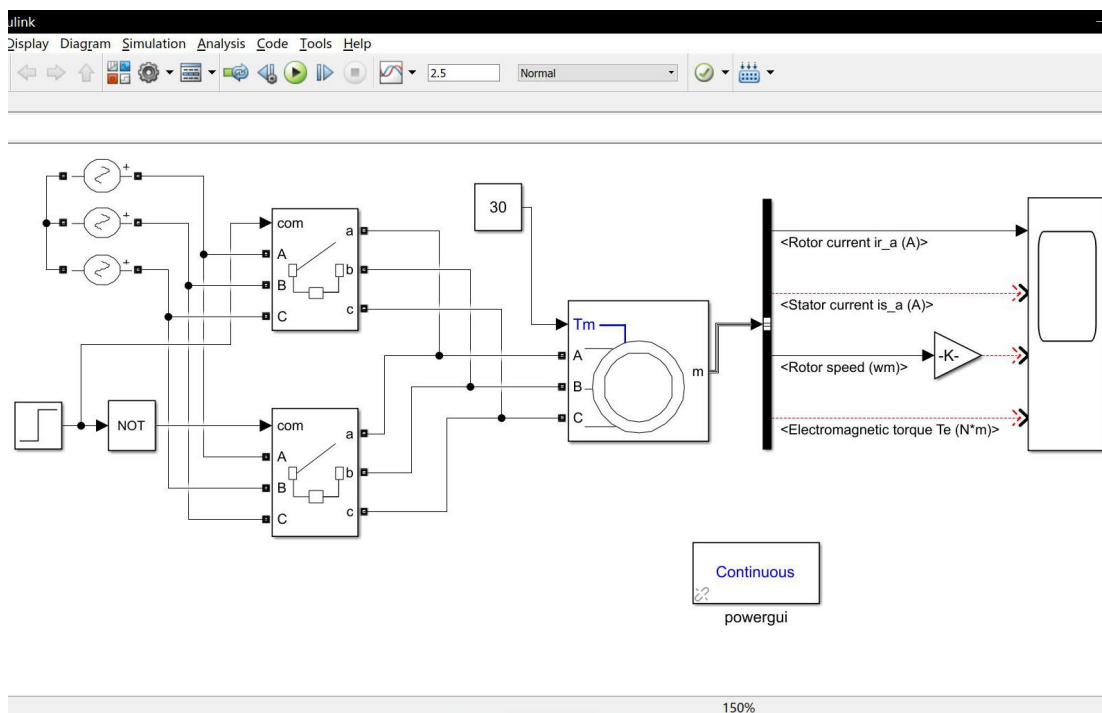 ulink
Display Diagram Simulation Analysis Code Tools Help
2.5 Normal
30
com
A
B
C
a
b
c
<Rotor current ir_a (A)>
<Stator current is_a (A)>
Tm
A
B
C
m
-K-
<Rotor speed (wm)>
NOT
com
A
B
C
a
b
c
<Electromagnetic torque Te (N*m)>
Continuous
powergui
150%